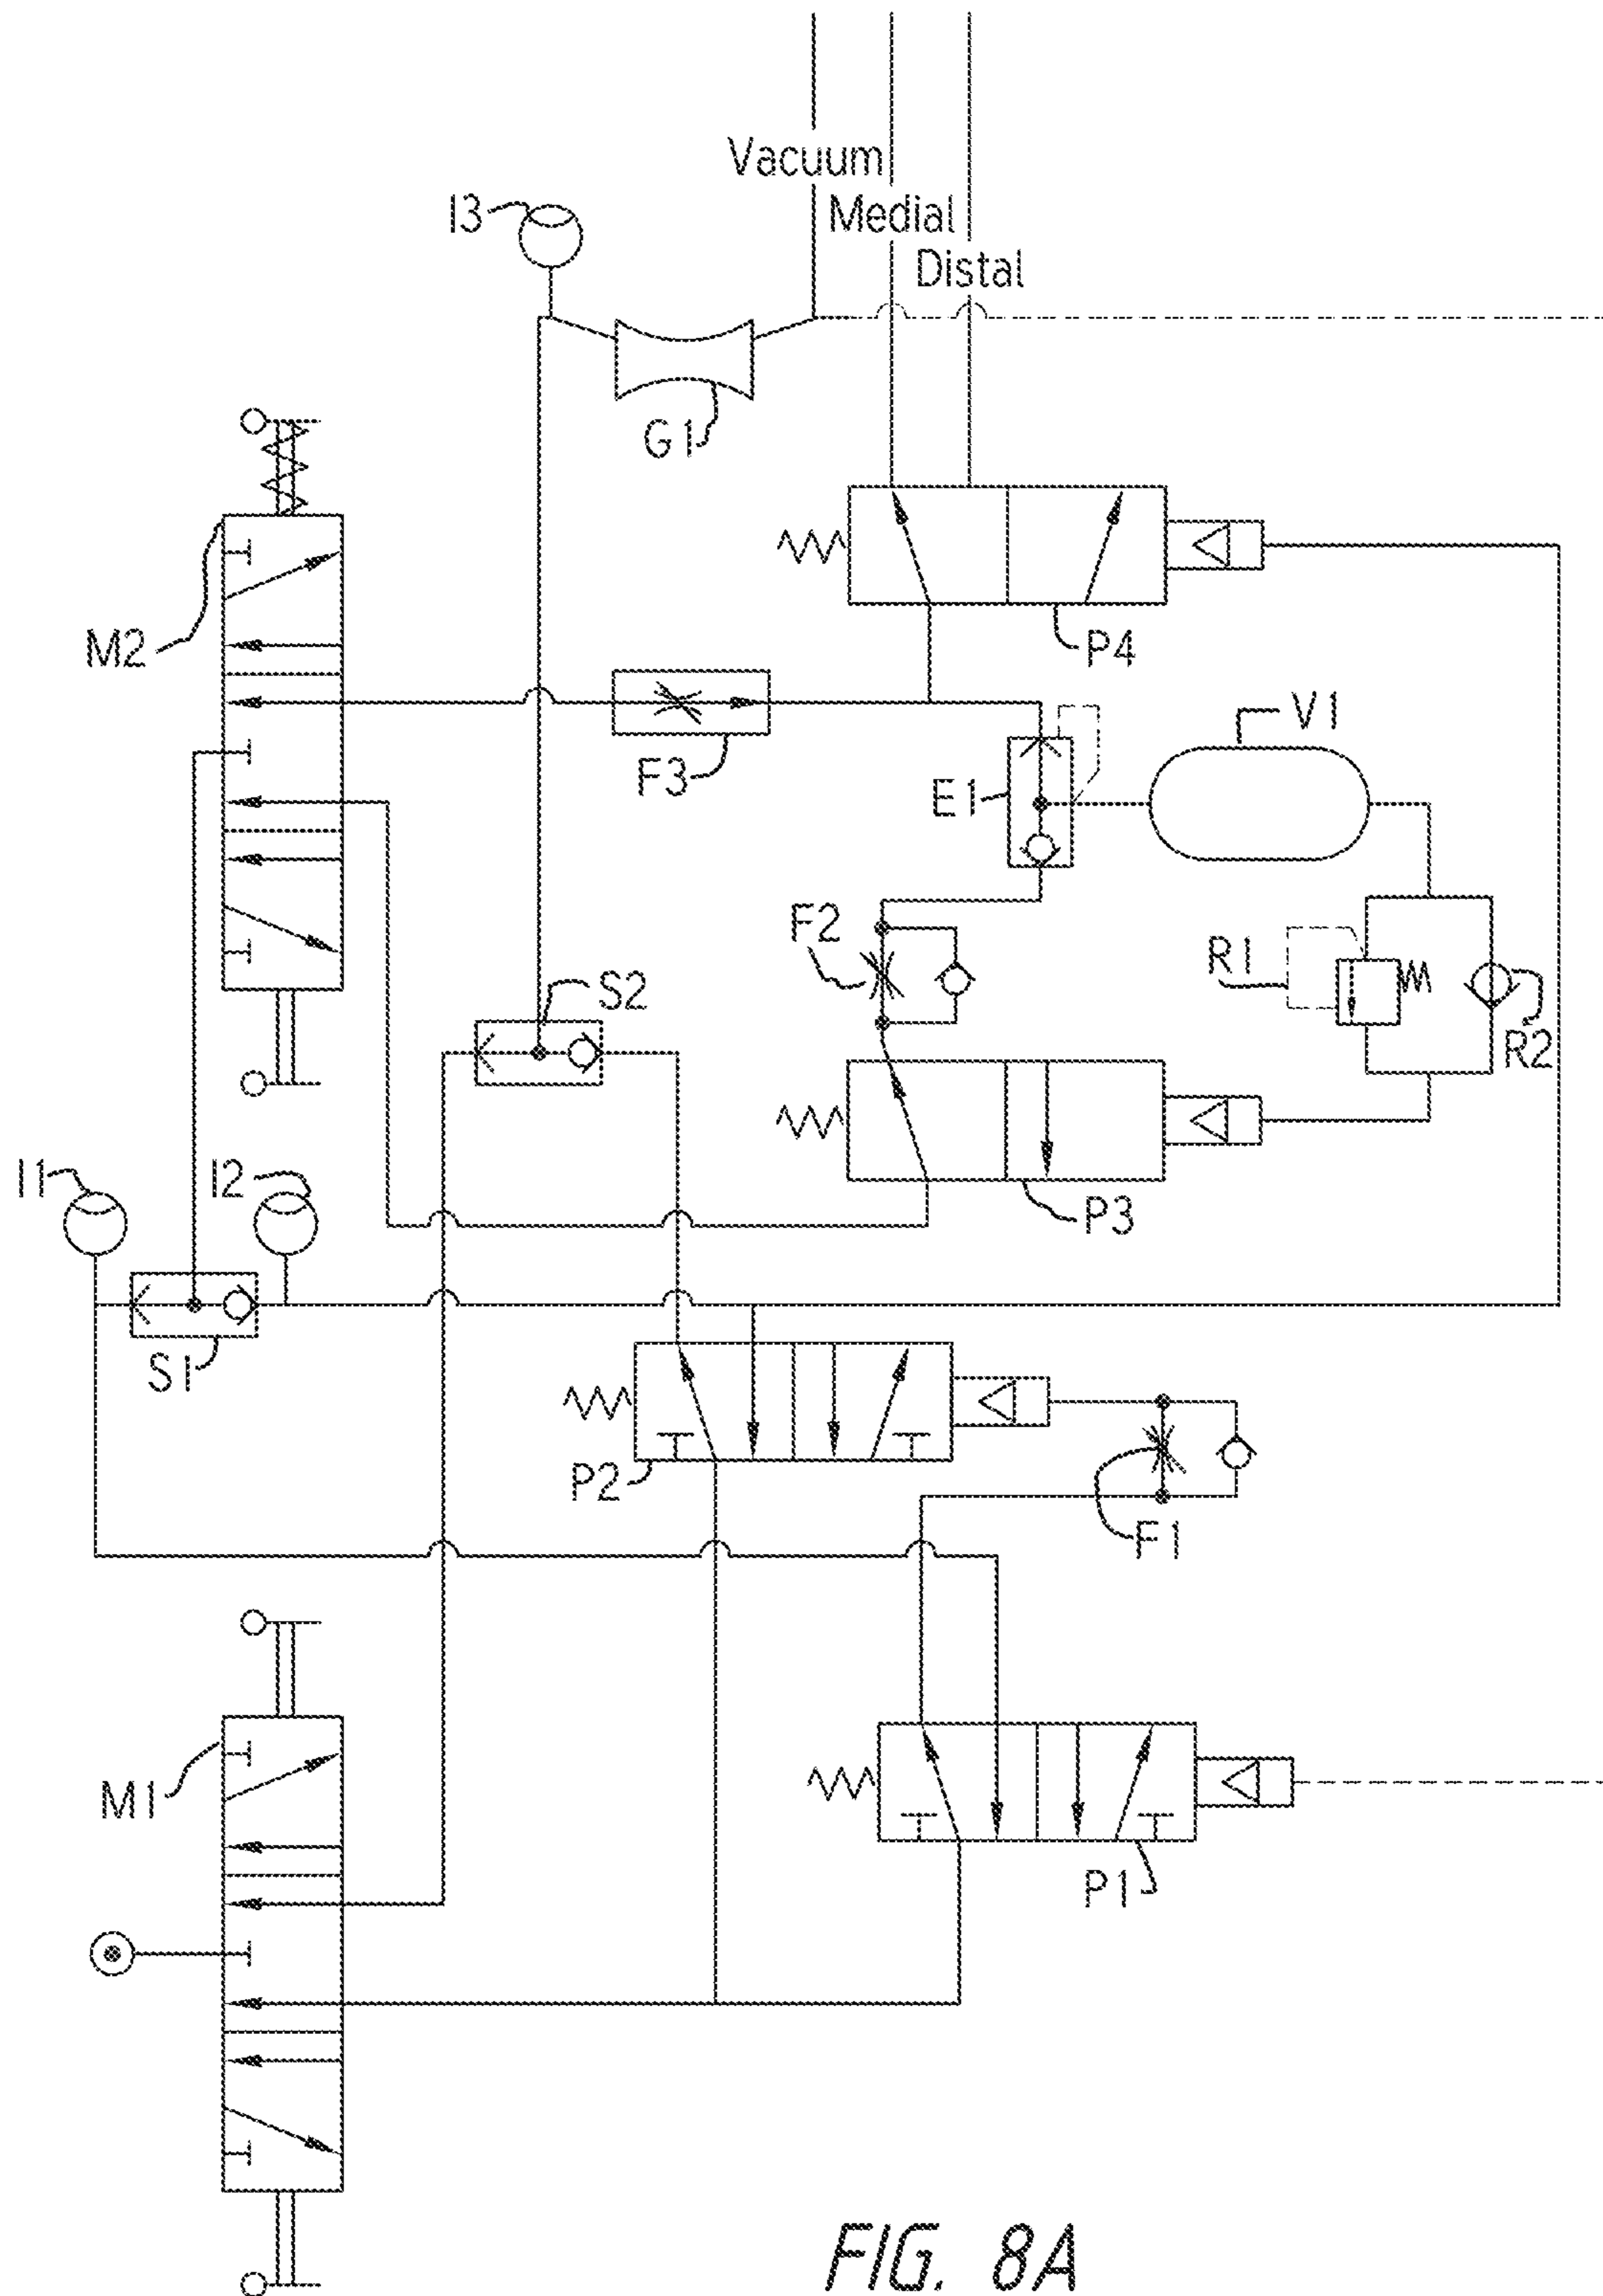 Vacuum
I3
Medial
Distal
G1
M2
P4
V1
F3
E1
F2
R1
S2
R2
I1
I2
P3
S1
P2
F1
M1
P1
FIG. 8A